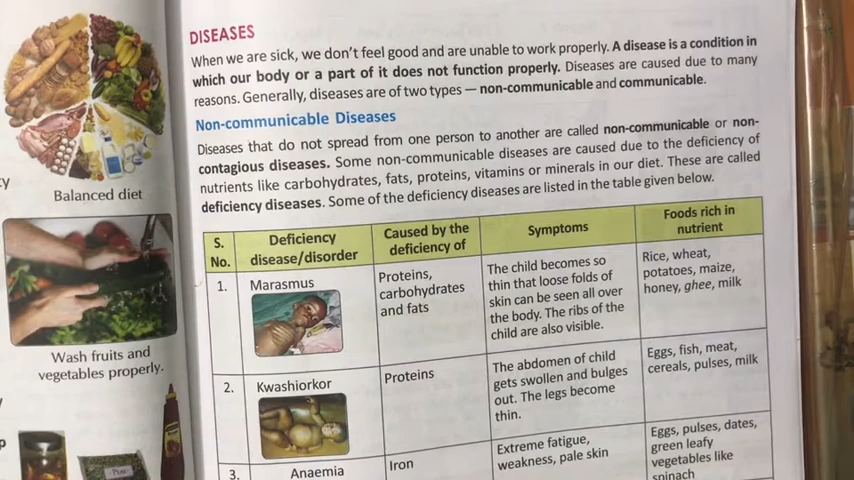 Balanced diet
Wash fruits and
vegetables properly.
DISEASES
When we are sick, we don't feel good and are unable to work properly. A disease is a condition in
which our body or a part of it does not function properly. Diseases are caused due to many
reasons. Generally, diseases are of two types — non-communicable and communicable.
Non-communicable Diseases
Diseases that do not spread from one person to another are called non-communicable or non-
contagious diseases. Some non-communicable diseases are caused due to the deficiency of
nutrients like carbohydrates, fats, proteins, vitamins or minerals in our diet. These are called
deficiency diseases. Some of the deficiency diseases are listed in the table given below.
S.
No.
Deficiency
disease/disorder
Caused by the
deficiency of
Symptoms
Foods rich in
nutrient
1.
Marasmus
Proteins,
carbohydrates
and fats
The child becomes so
thin that loose folds of
skin can be seen all over
the body. The ribs of the
child are also visible.
Rice, wheat,
potatoes, maize,
honey, ghee, milk
2.
Kwashiorkor
Proteins
The abdomen of child
gets swollen and bulges
out. The legs become
thin.
Eggs, fish, meat,
cereals, pulses, milk
3.
Anaemia
Iron
Extreme fatigue,
weakness, pale skin
Eggs, pulses, dates,
green leafy
vegetables like
spinach